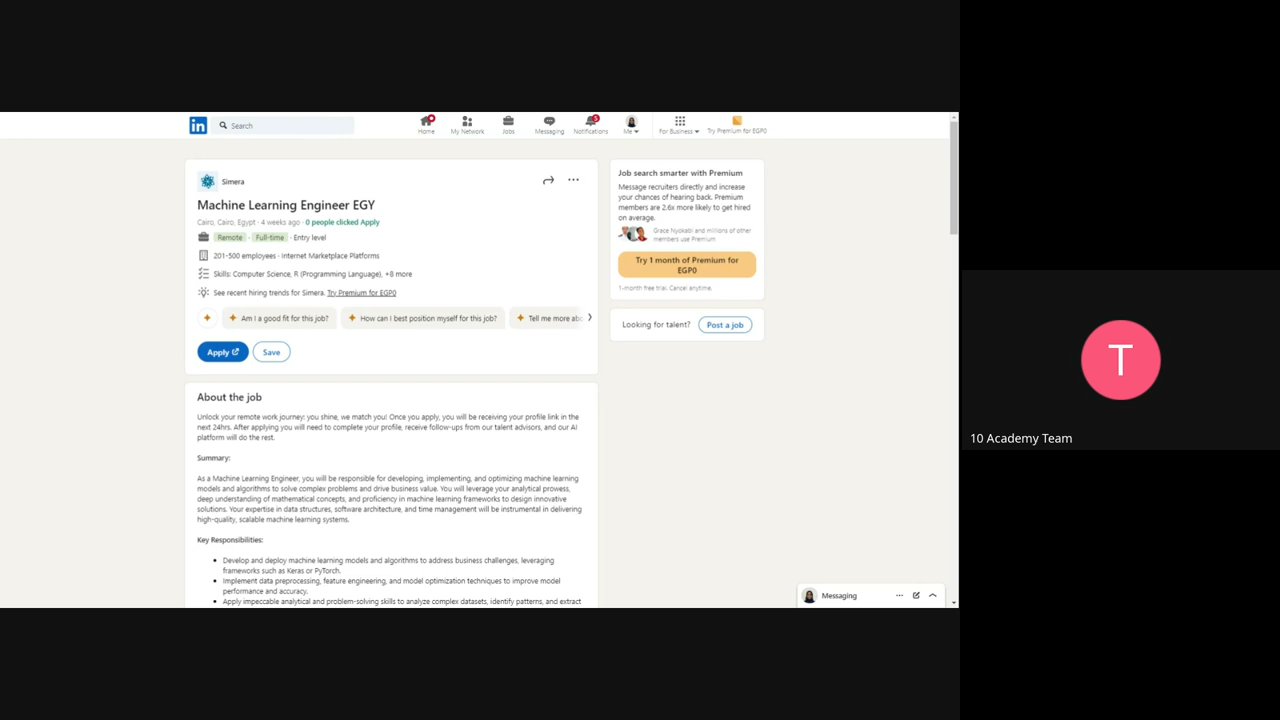 in
Search
Home
My Network
Jobs
Messaging
5
Notifications
Me
For Business
Try Premium for EGP0
Simera
Machine Learning Engineer EGY
Cairo, Cairo, Egypt · 4 weeks ago · 0 people clicked Apply
Remote · Full-time · Entry level
201-500 employees · Internet Marketplace Platforms
Skills: Computer Science, R (Programming Language), +8 more
See recent hiring trends for Simera. Try Premium for EGP0
Am I a good fit for this job?
How can I best position myself for this job?
Tell me more abo
Apply
Save
Job search smarter with Premium
Message recruiters directly and increase
your chances of hearing back. Premium
members are 2.6x more likely to get hired
on average.
Grace Nyokabi and millions of other
members use Premium
Try 1 month of Premium for
EGP0
1-month free trial. Cancel anytime.
Looking for talent?
Post a job
About the job
Unlock your remote work journey: you shine, we match you! Once you apply, you will be receiving your profile link in the
next 24hrs. After applying you will need to complete your profile, receive follow-ups from our talent advisors, and our AI
platform will do the rest.
Summary:
As a Machine Learning Engineer, you will be responsible for developing, implementing, and optimizing machine learning
models and algorithms to solve complex problems and drive business value. You will leverage your analytical prowess,
deep understanding of mathematical concepts, and proficiency in machine learning frameworks to design innovative
solutions. Your expertise in data structures, software architecture, and time management will be instrumental in delivering
high-quality, scalable machine learning systems.
Key Responsibilities:
Develop and deploy machine learning models and algorithms to address business challenges, leveraging
frameworks such as Keras or PyTorch.
Implement data preprocessing, feature engineering, and model optimization techniques to improve model
performance and accuracy.
Apply impeccable analytical and problem-solving skills to analyze complex datasets, identify patterns, and extract
Messaging
T
10 Academy Team